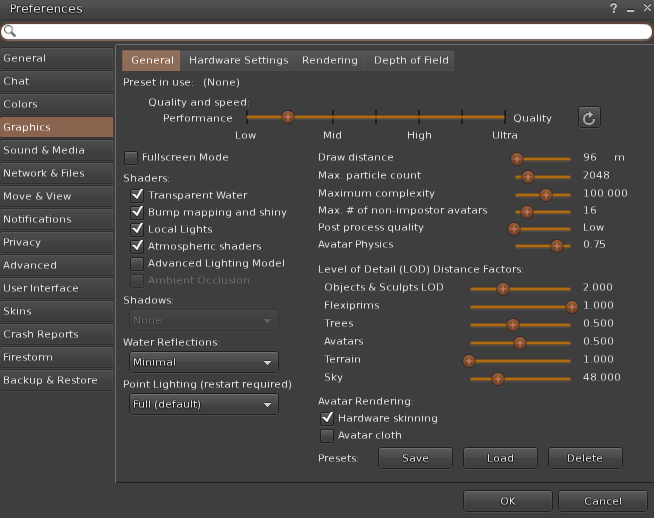 Preferences
?
General
Chat
Colors
Graphics
Sound & Media
Network & Files
Move & View
Notifications
Privacy
Advanced
User Interface
Skins
Crash Reports
Firestorm
Backup & Restore
General Hardware Settings Rendering Depth of Field
Preset in use: (None)
Quality and speed:
Performance Quality
Low Mid High Ultra
Fullscreen Mode
Shaders:
Transparent Water
Bump mapping and shiny
Local Lights
Atmospheric shaders
Advanced Lighting Model
Ambient Occlusion
Shadows:
None
Water Reflections:
Minimal
Point Lighting (restart required)
Full (default)
Draw distance 96 m
Max. particle count 2048
Maximum complexity 100.000
Max. # of non-impostor avatars 16
Post process quality Low
Avatar Physics 0.75
Level of Detail (LOD) Distance Factors:
Objects & Sculpts LOD 2.000
Flexiprims 1.000
Trees 0.500
Avatars 0.500
Terrain 1.000
Sky 48.000
Avatar Rendering:
Hardware skinning
Avatar cloth
Presets: Save Load Delete
OK Cancel